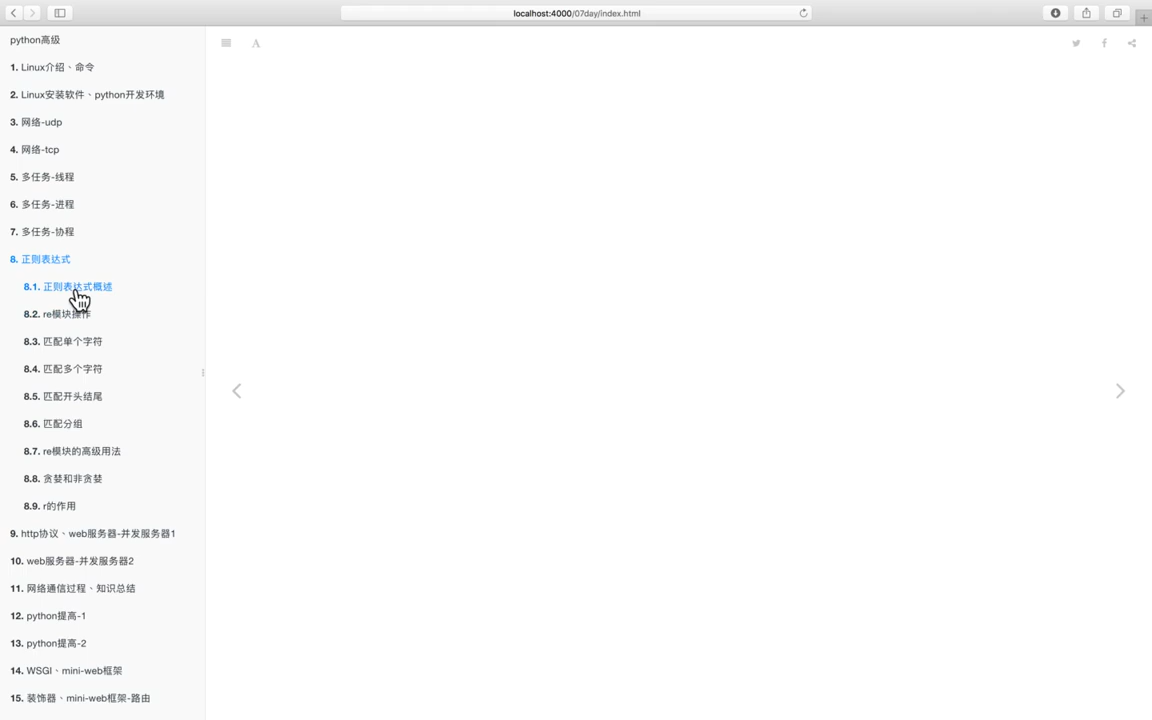 localhost:4000/07day/index.html
python高级
1. Linux介绍、命令
2. Linux安装软件、python开发环境
3. 网络-udp
4. 网络-tcp
5. 多任务-线程
6. 多任务-进程
7. 多任务-协程
8. 正则表达式
8.1. 正则表达式概述
8.2. re模块操作
8.3. 匹配单个字符
8.4. 匹配多个字符
8.5. 匹配开头结尾
8.6. 匹配分组
8.7. re模块的高级用法
8.8. 贪婪和非贪婪
8.9. r的作用
9. http协议、web服务器-并发服务器1
10. web服务器-并发服务器2
11. 网络通信过程、知识总结
12. python提高-1
13. python提高-2
14. WSGI、mini-web框架
15. 装饰器、mini-web框架-路由
A